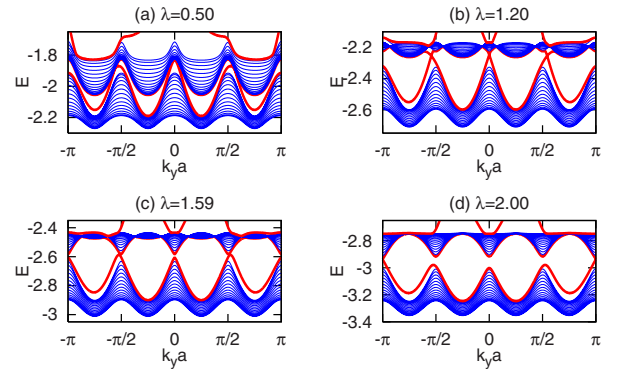 (a) λ=0.50
(b) 1.20
-1.8
-2
-2.2
E
-π
-π/2
0
π/2
π
kya
(b) λ=1.20
-2.2
-2.4
-2.6
E
-π
-π/2
0
π/2
π
kya
(c) λ=1.59
-2.4
-2.6
-2.8
-3
E
-π
-π/2
0
π/2
π
kya
(d) λ=2.00
-2.8
-3
-3.2
-3.4
E
-π
-π/2
0
π/2
π
kya